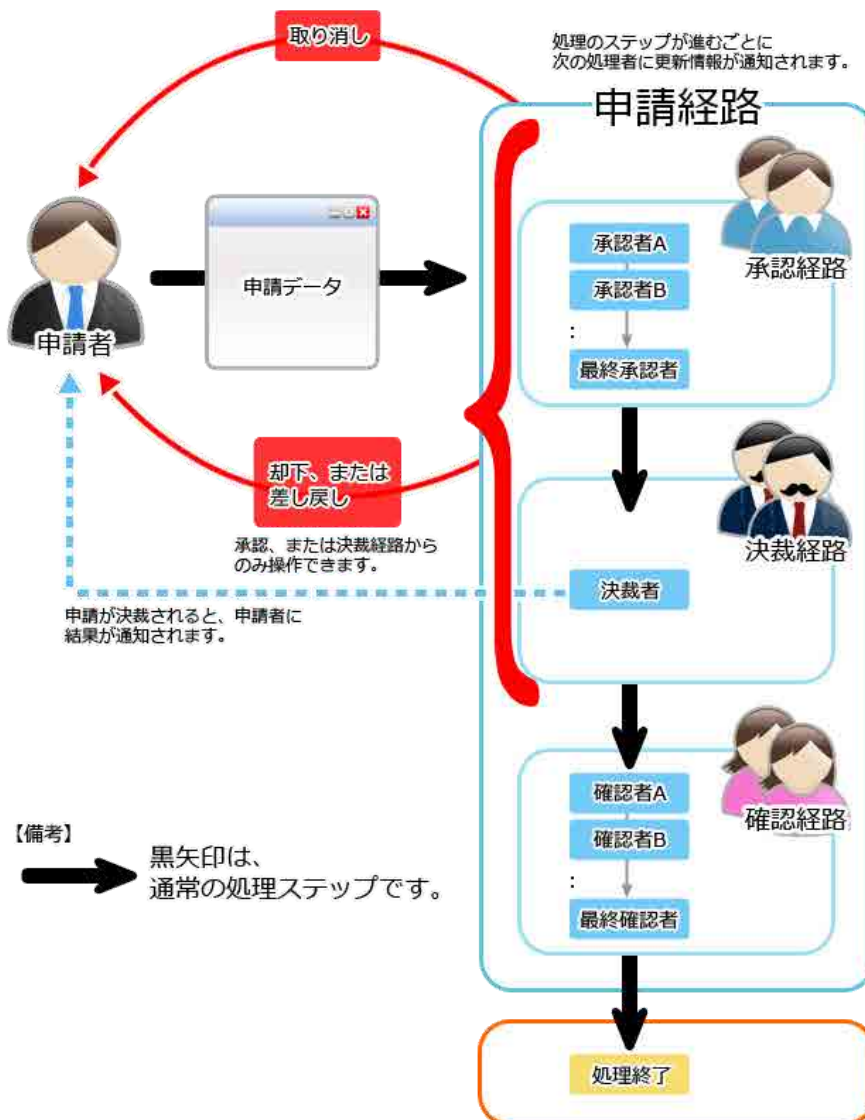 取り消し
処理のステップが進むごとに
次の処理者に更新情報が通知されます。
申請経路
承認者A
承認者B
:
最終承認者
承認経路
申請データ
申請者
却下、または
差し戻し
承認、または決裁経路から
のみ操作できます。
決裁経路
決裁者
申請が決裁されると、申請者に
結果が通知されます。
確認者A
確認者B
:
最終確認者
確認経路
【備考】
黒矢印は、
通常の処理ステップです。
処理終了